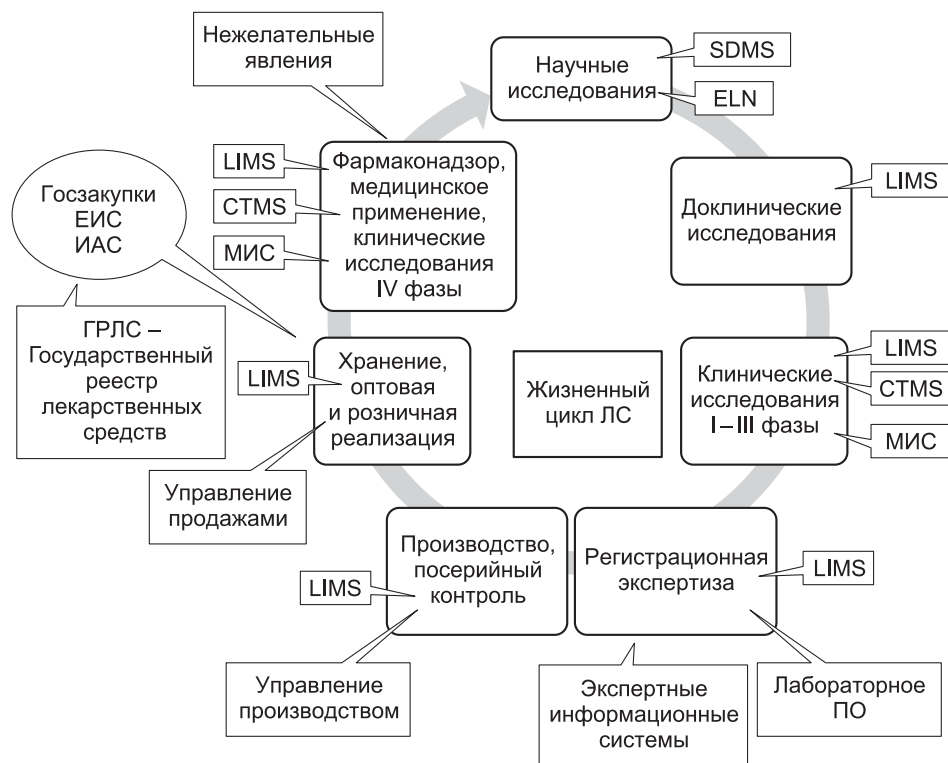 Нежелательные
явления
Научные
исследования
SDMS
ELN
LIMS
CTMS
МИС
Фармаконадзор,
медицинское
применение,
клинические
исследования
IV фазы
Доклинические
исследования
LIMS
Госзакупки
ЕИС
ИАС
ГРЛС –
Государственный
реестр
лекарственных
средств
LIMS
Хранение,
оптовая
и розничная
реализация
Жизненный
цикл ЛС
Клинические
исследования
I–III фазы
LIMS
CTMS
МИС
Управление
продажами
LIMS
Производство,
посерийный
контроль
Регистрационная
экспертиза
LIMS
Управление
производством
Экспертные
информационные
системы
Лабораторное
ПО